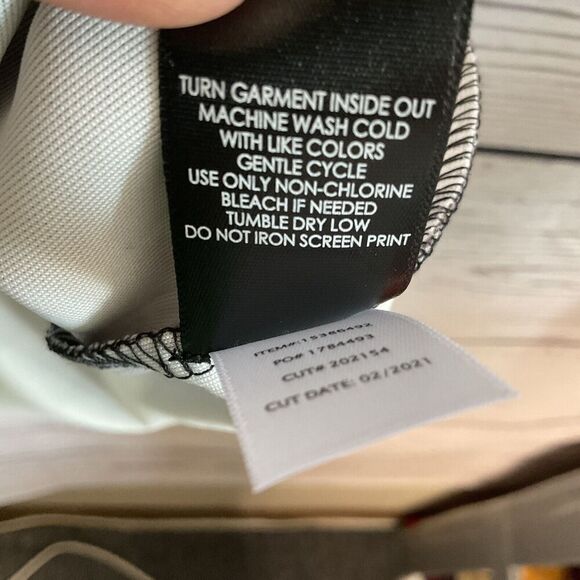 TURN GARMENT INSIDE OUT
MACHINE WASH COLD
WITH LIKE COLORS
GENTLE CYCLE
USE ONLY NON-CHLORINE
BLEACH IF NEEDED
TUMBLE DRY LOW
DO NOT IRON SCREEN PRINT
ITEM#: 15386492
PO# 1784493
CUT# 202154
CUT DATE: 02/2021